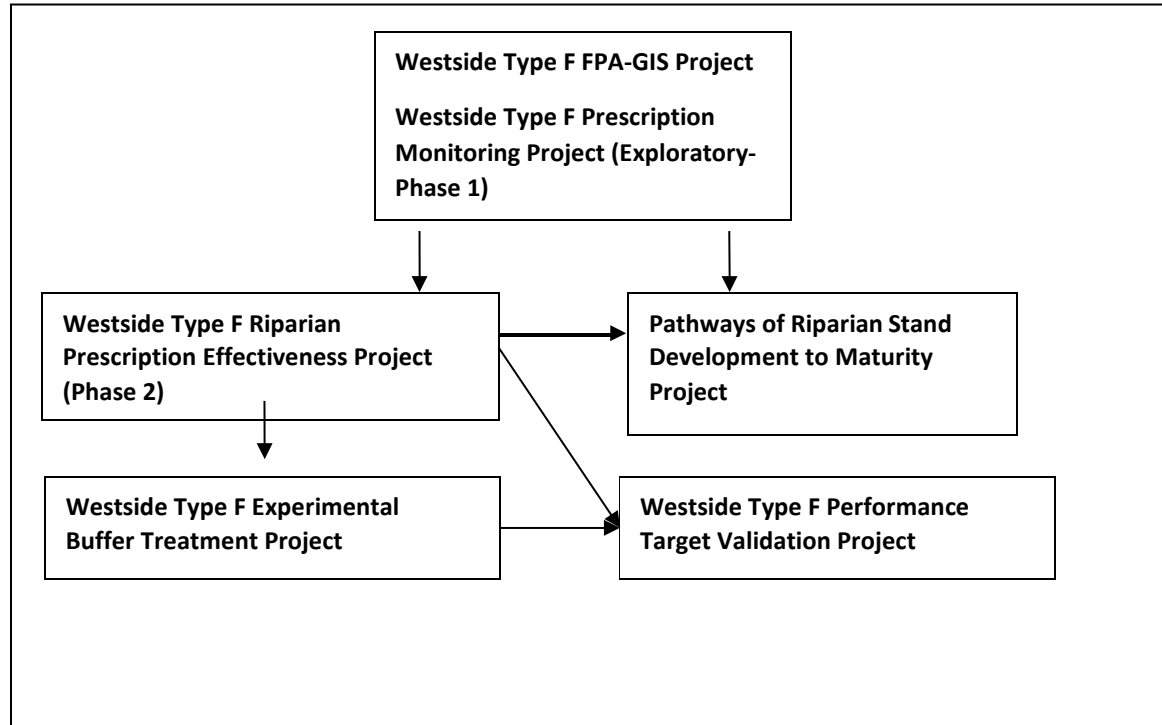 Westside Type F FPA-GIS Project
Westside Type F Prescription
Monitoring Project (Exploratory-
Phase 1)
Westside Type F Riparian
Prescription Effectiveness Project
(Phase 2)
Pathways of Riparian Stand
Development to Maturity
Project
Westside Type F Experimental
Buffer Treatment Project
Westside Type F Performance
Target Validation Project